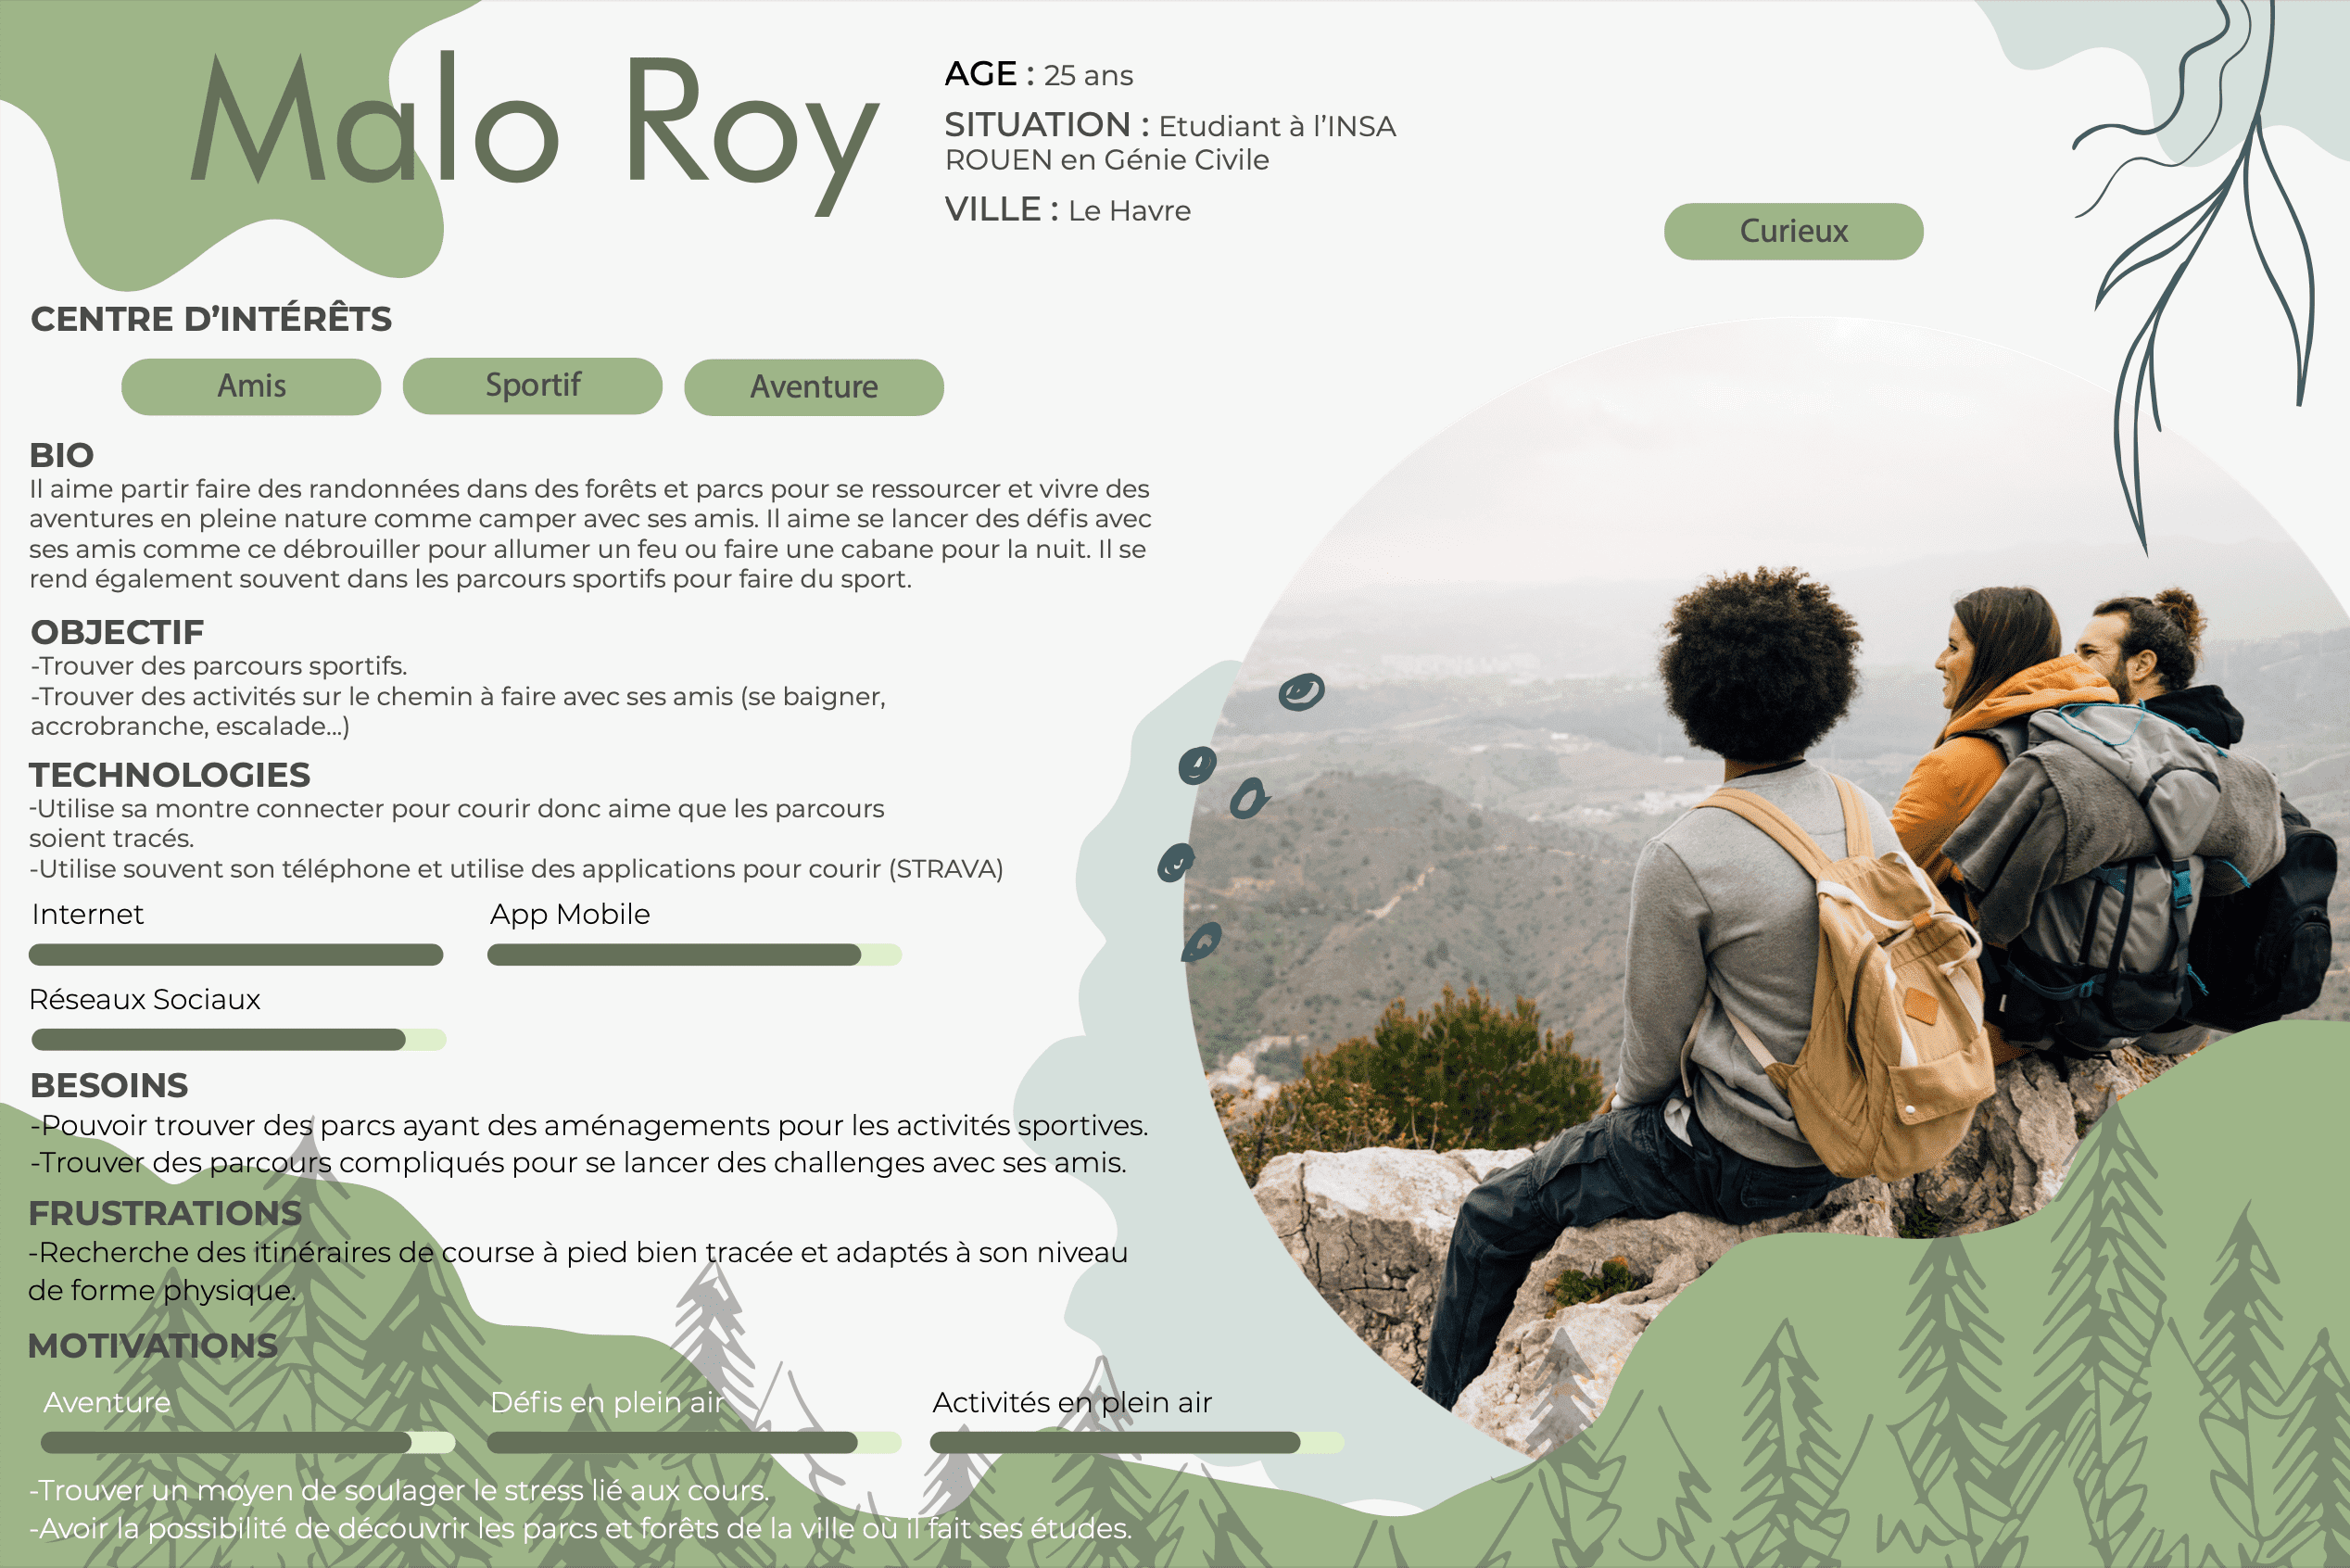 Malo Roy
AGE : 25 ans
SITUATION : Etudiant à l’INSA
ROUEN en Génie Civile
VILLE : Le Havre
Curieux
CENTRE D’INTÉRÊTS
Amis
Sportif
Aventure
BIO
Il aime partir faire des randonnées dans des forêts et parcs pour se ressourcer et vivre des
aventures en pleine nature comme camper avec ses amis. Il aime se lancer des défis avec
ses amis comme ce débrouiller pour allumer un feu ou faire une cabane pour la nuit. Il se
rend également souvent dans les parcours sportifs pour faire du sport.
OBJECTIF
-Trouver des parcours sportifs.
-Trouver des activités sur le chemin à faire avec ses amis (se baigner,
accrobranche, escalade...)
TECHNOLOGIES
-Utilise sa montre connecter pour courir donc aime que les parcours
soient tracés.
-Utilise souvent son téléphone et utilise des applications pour courir (STRAVA)
Internet
App Mobile
Réseaux Sociaux
BESOINS
-Pouvoir trouver des parcs ayant des aménagements pour les activités sportives.
-Trouver des parcours compliqués pour se lancer des challenges avec ses amis.
FRUSTRATIONS
-Recherche des itinéraires de course à pied bien tracée et adaptés à son niveau
de forme physique.
MOTIVATIONS
Aventure
Défis en plein air
Activités en plein air
-Trouver un moyen de soulager le stress lié aux cours.
-Avoir la possibilité de découvrir les parcs et forêts de la ville où il fait ses études.